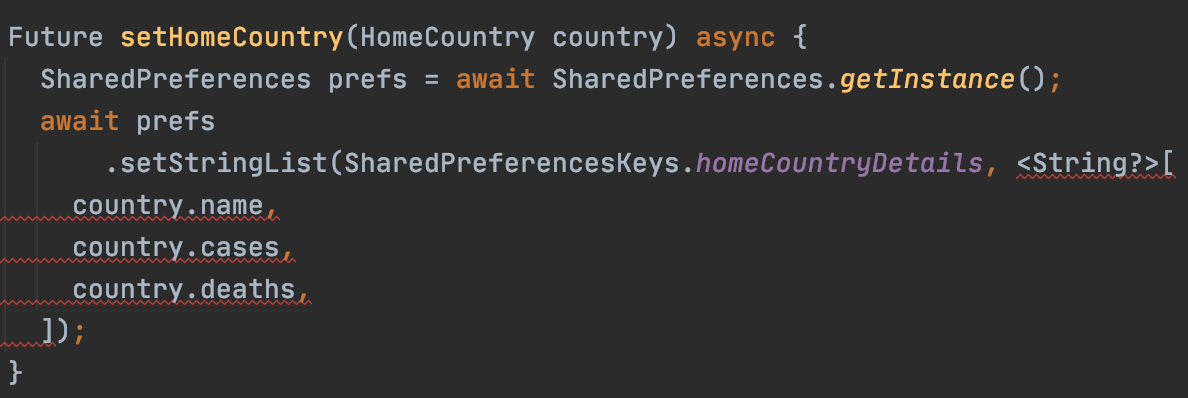 Future setHomeCountry(HomeCountry country) async {
  SharedPreferences prefs = await SharedPreferences.getInstance();
  await prefs
      .setStringList(SharedPreferencesKeys.homeCountryDetails, <String?>[
    country.name,
    country.cases,
    country.deaths,
  ]);
}